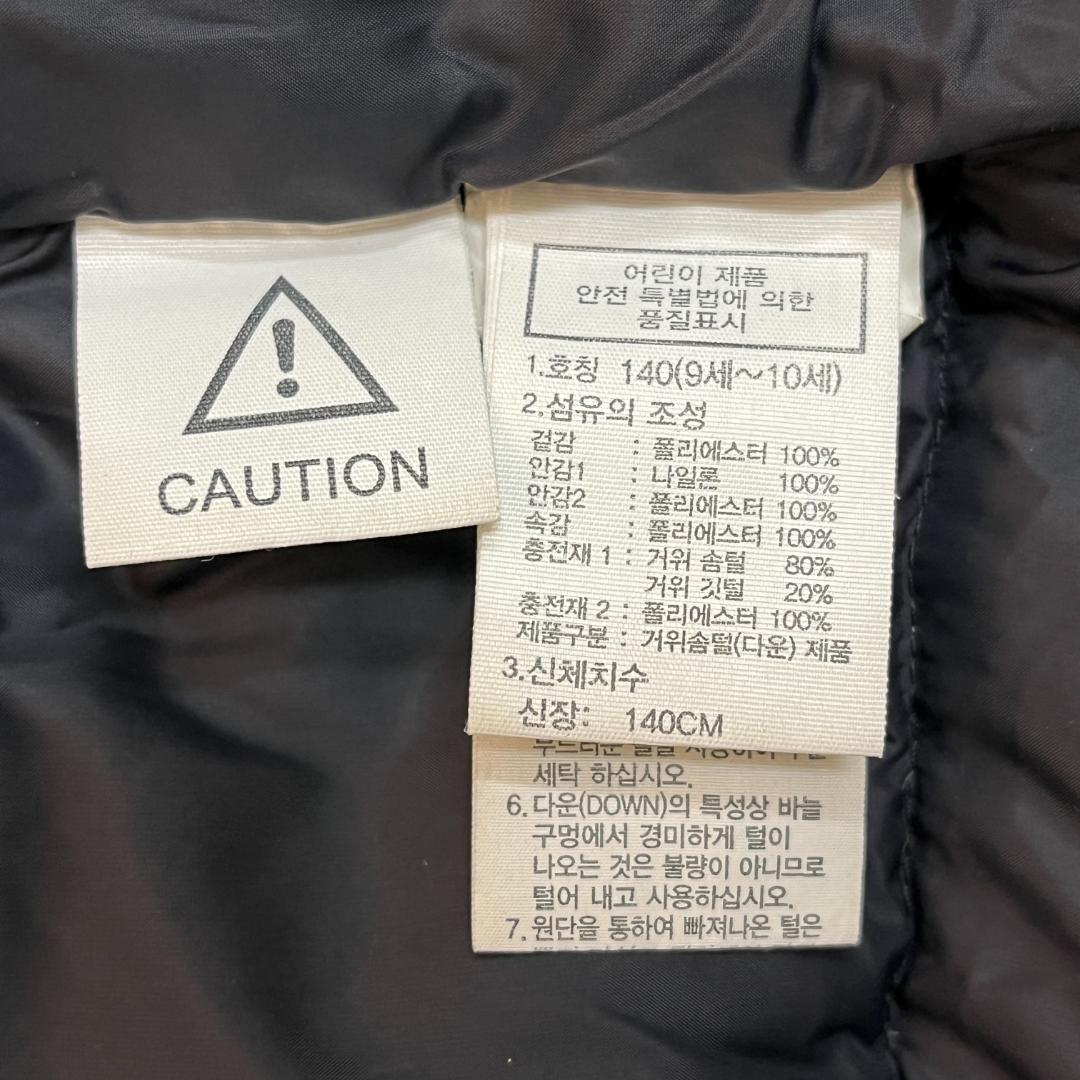 CAUTION
어린이 제품
안전 특별법에 의한
품질표시
1.호칭 140(9세~10세)
2.섬유의 조성
겉감 : 폴리에스터 100%
안감1 : 나일론 100%
안감2 : 폴리에스터 100%
속감 : 폴리에스터 100%
충전재 1 : 거위 솜털 80%
거위 깃털 20%
충전재 2 : 폴리에스터 100%
제품구분 : 거위솜털(다운) 제품
3.신체치수
신장: 140CM
세탁 하십시오.
6.다운(DOWN)의 특성상 바늘
구멍에서 경미하게 털이
나오는 것은 불량이 아니므로
털어 내고 사용하십시오.
7.원단을 통하여 빠져나온 털은